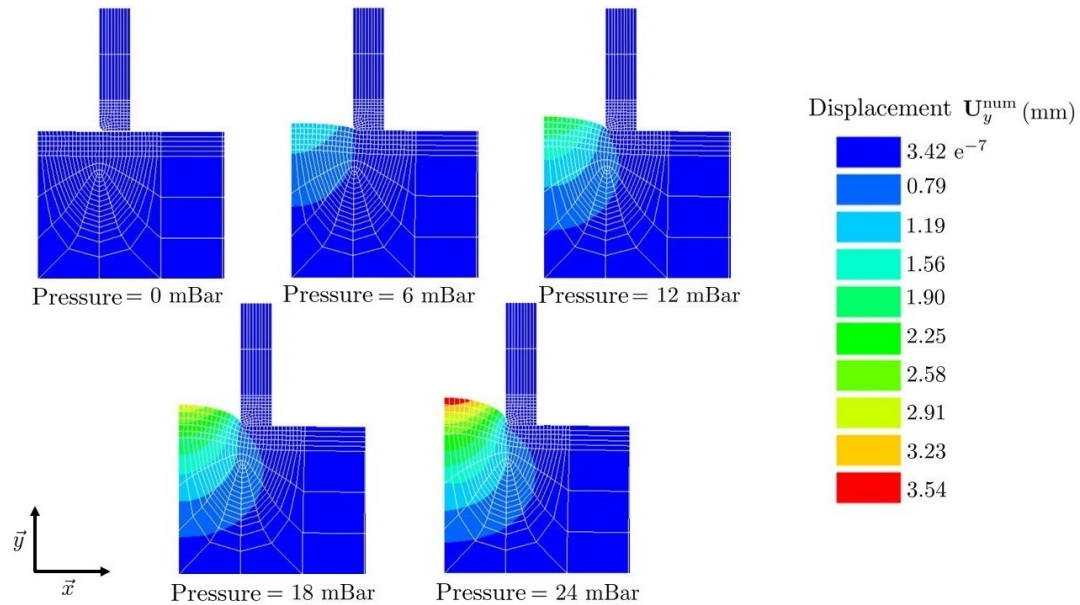 Displacement U_y^num (mm)
3.42 e⁻⁷
0.79
1.19
1.56
1.90
2.25
2.58
2.91
3.23
3.54
Pressure = 0 mBar
Pressure = 6 mBar
Pressure = 12 mBar
Pressure = 18 mBar
Pressure = 24 mBar
y⃗
x⃗